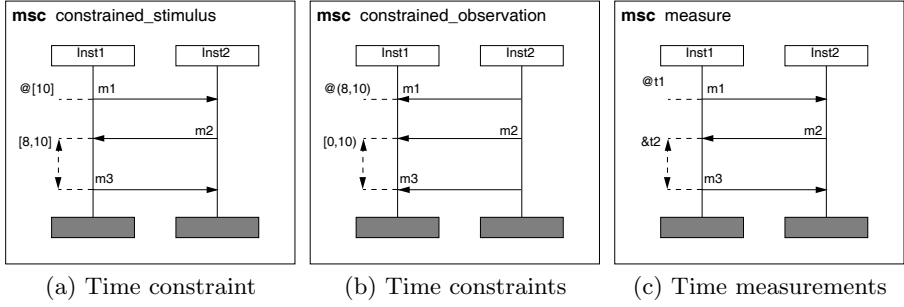 msc constrained_stimulus
Inst1 Inst2
@[10]
m1
m2
[8,10]
m3
(a) Time constraint
msc constrained_observation
Inst1 Inst2
@(8,10)
m1
m2
[0,10)
m3
(b) Time constraints
msc measure
Inst1 Inst2
@t1
m1
m2
&t2
m3
(c) Time measurements